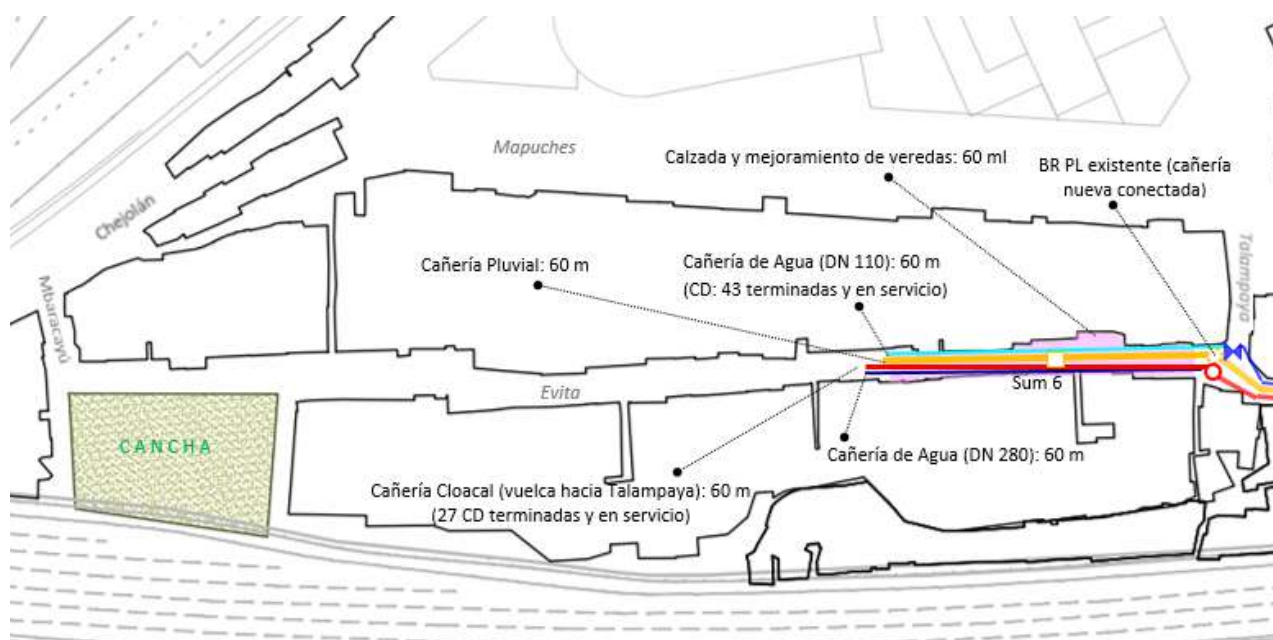 Mapuches
Calzada y mejoramiento de veredas: 60 ml
BR PL existente (cañería
nueva conectada)
Chejolán
Talampaya
Cañería Pluvial: 60 m
Cañería de Agua (DN 110): 60 m
(CD: 43 terminadas y en servicio)
Mbaracayú
Evita
Sum 6
CANCHA
Cañería de Agua (DN 280): 60 m
Cañería Cloacal (vuelca hacia Talampaya): 60 m
(27 CD terminadas y en servicio)